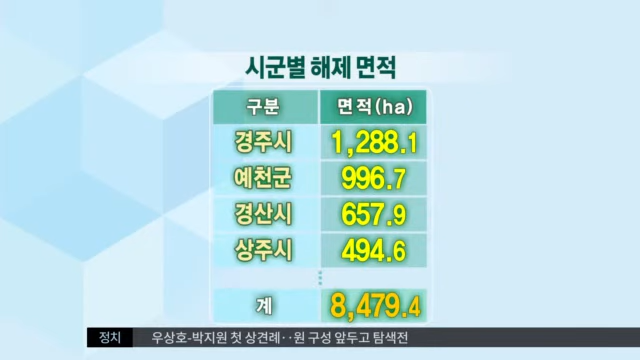 시군별 해제 면적
구분 면적(ha)
경주시 1,288.1
예천군 996.7
경산시 657.9
상주시 494.6
⋮
계 8,479.4
정치 우상호-박지원 첫 상견례‥원 구성 앞두고 탐색전